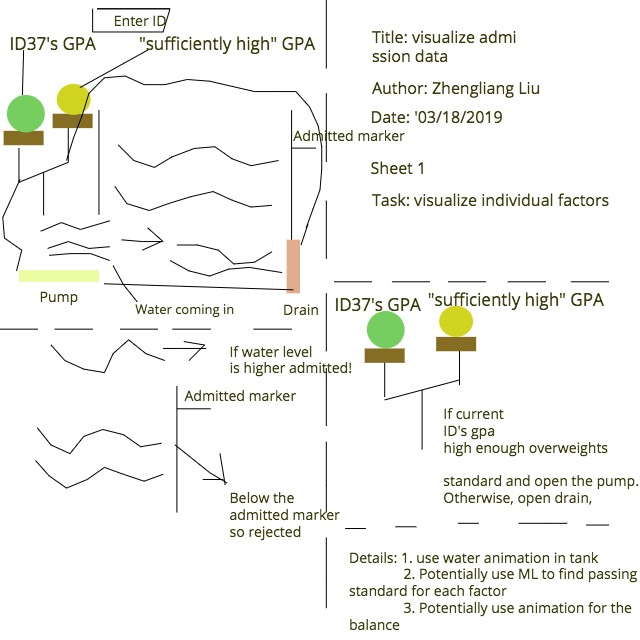 Enter ID
ID37's GPA
"sufficiently high" GPA
Admitted marker
Pump
Water coming in
Drain
Title: visualize admi
ssion data
Author: Zhengliang Liu
Date: '03/18/2019
Sheet 1
Task: visualize individual factors
If water level
is higher admitted!
Admitted marker
Below the
admitted marker
so rejected
ID37's GPA
"sufficiently high" GPA
If current
ID's gpa
high enough overweights
standard and open the pump.
Otherwise, open drain,
Details: 1. use water animation in tank
2. Potentially use ML to find passing
standard for each factor
3. Potentially use animation for the
balance